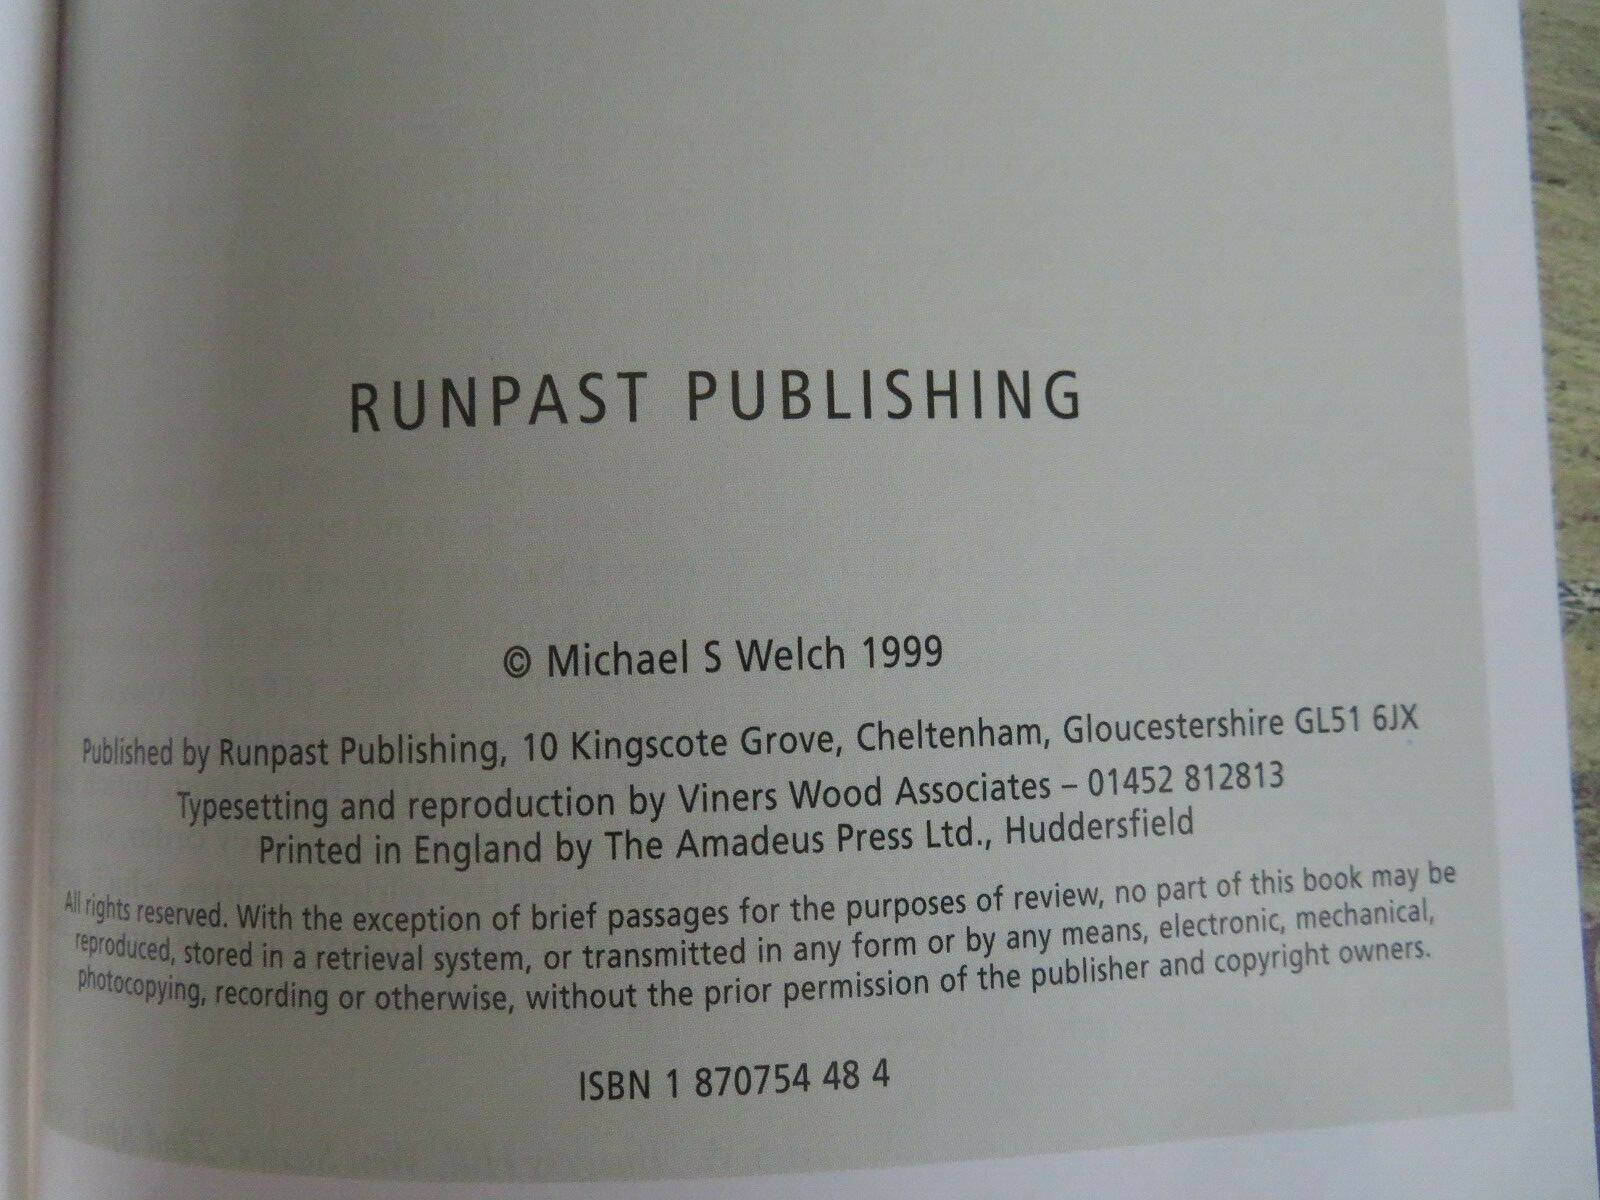 RUNPAST PUBLISHING
© Michael S Welch 1999
Published by Runpast Publishing, 10 Kingscote Grove, Cheltenham, Gloucestershire GL51 6JX
Typesetting and reproduction by Viners Wood Associates – 01452 812813
Printed in England by The Amadeus Press Ltd., Huddersfield
All rights reserved. With the exception of brief passages for the purposes of review, no part of this book may be
reproduced, stored in a retrieval system, or transmitted in any form or by any means, electronic, mechanical,
photocopying, recording or otherwise, without the prior permission of the publisher and copyright owners.
ISBN 1 870754 48 4